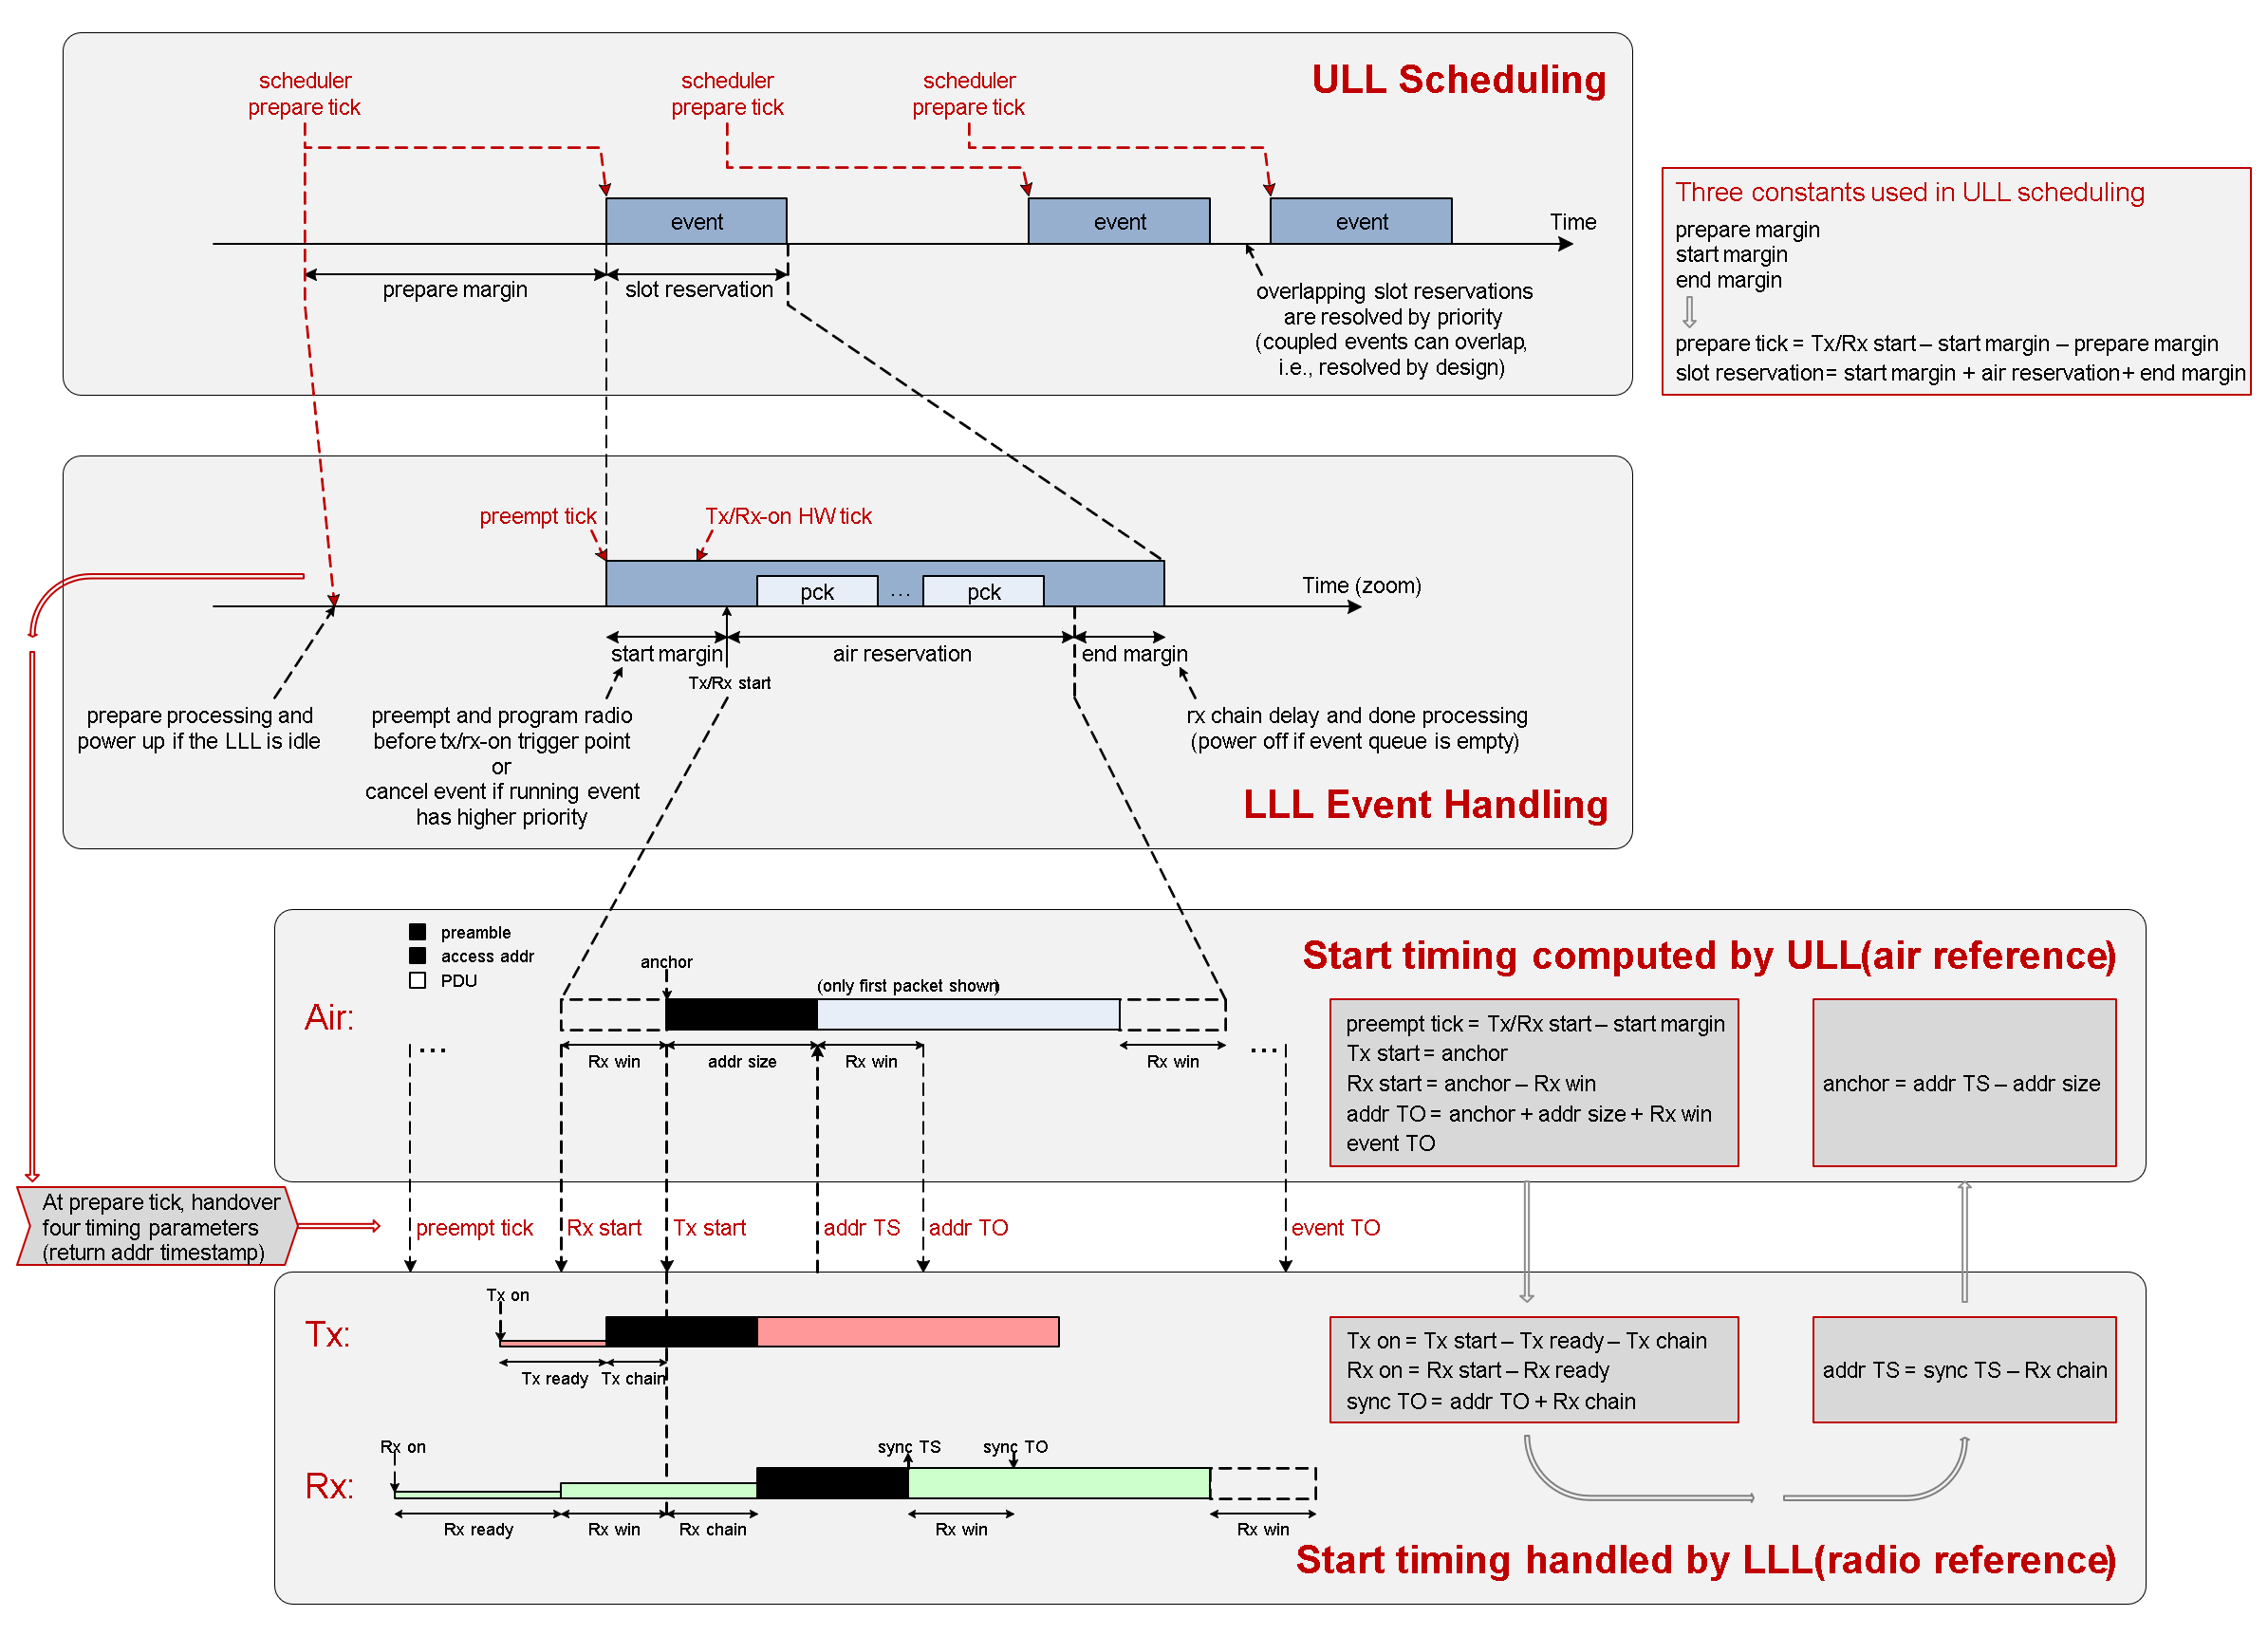 ULL Scheduling
scheduler
prepare tick
scheduler
prepare tick
scheduler
prepare tick
event
event
event
Time
prepare margin
slot reservation
overlapping slot reservations
are resolved by priority
(coupled events can overlap,
i.e., resolved by design)
Three constants used in ULL scheduling
prepare margin
start margin
end margin
prepare tick = Tx/Rx start – start margin – prepare margin
slot reservation = start margin + air reservation + end margin
preempt tick
Tx/Rx-on HW tick
pck
...
pck
Time (zoom)
start margin
air reservation
end margin
Tx/Rx start
prepare processing and
power up if the LLL is idle
preempt and program radio
before tx/rx-on trigger point
or
cancel event if running event
has higher priority
rx chain delay and done processing
(power off if event queue is empty)
LLL Event Handling
preamble
access addr
PDU
anchor
(only first packet shown)
Start timing computed by ULL(air reference)
Air:
...
Rx win
addr size
Rx win
Rx win
...
preempt tick = Tx/Rx start – start margin
Tx start = anchor
Rx start = anchor – Rx win
addr TO = anchor + addr size + Rx win
event TO
anchor = addr TS – addr size
At prepare tick, handover
four timing parameters
(return addr timestamp)
preempt tick
Rx start
Tx start
addr TS
addr TO
event TO
Tx on
Tx:
Tx ready
Tx chain
Tx on = Tx start – Tx ready – Tx chain
Rx on = Rx start – Rx ready
sync TO = addr TO + Rx chain
addr TS = sync TS – Rx chain
Rx on
sync TS
sync TO
Rx:
Rx ready
Rx win
Rx chain
Rx win
Rx win
Start timing handled by LLL(radio reference)